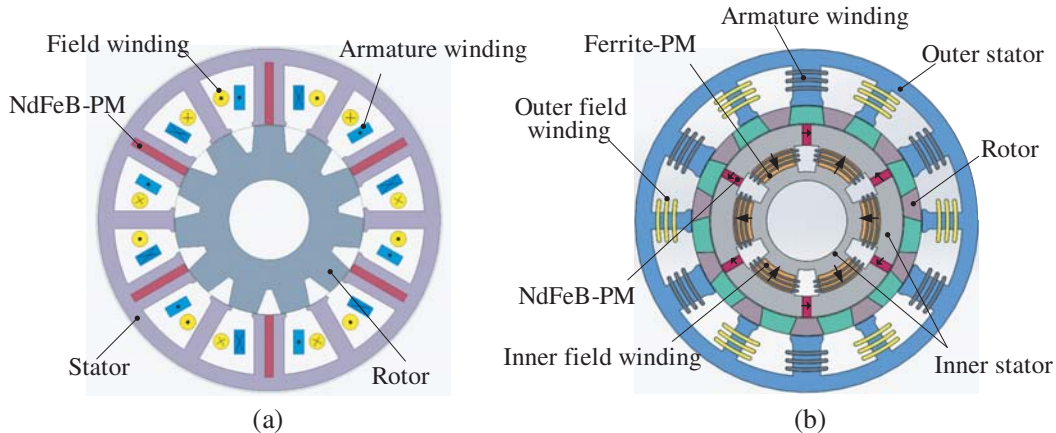 Field winding
Armature winding
NdFeB-PM
Stator
Rotor
(a)
Armature winding
Ferrite-PM
Outer stator
Outer field
winding
Rotor
NdFeB-PM
Inner field winding
Inner stator
(b)